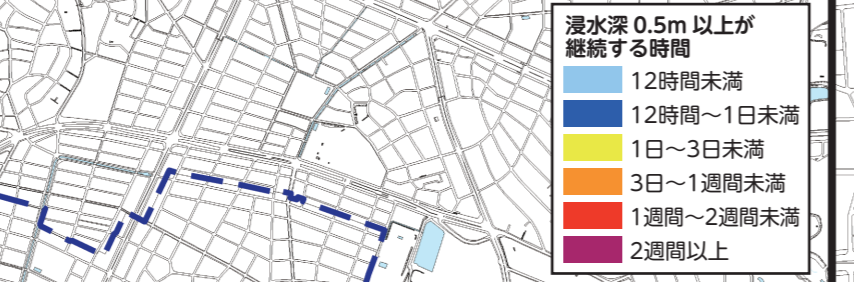 浸水深 0.5m 以上が
継続する時間
12時間未満
12時間～1日未満
1日～3日未満
3日～1週間未満
1週間～2週間未満
2週間以上